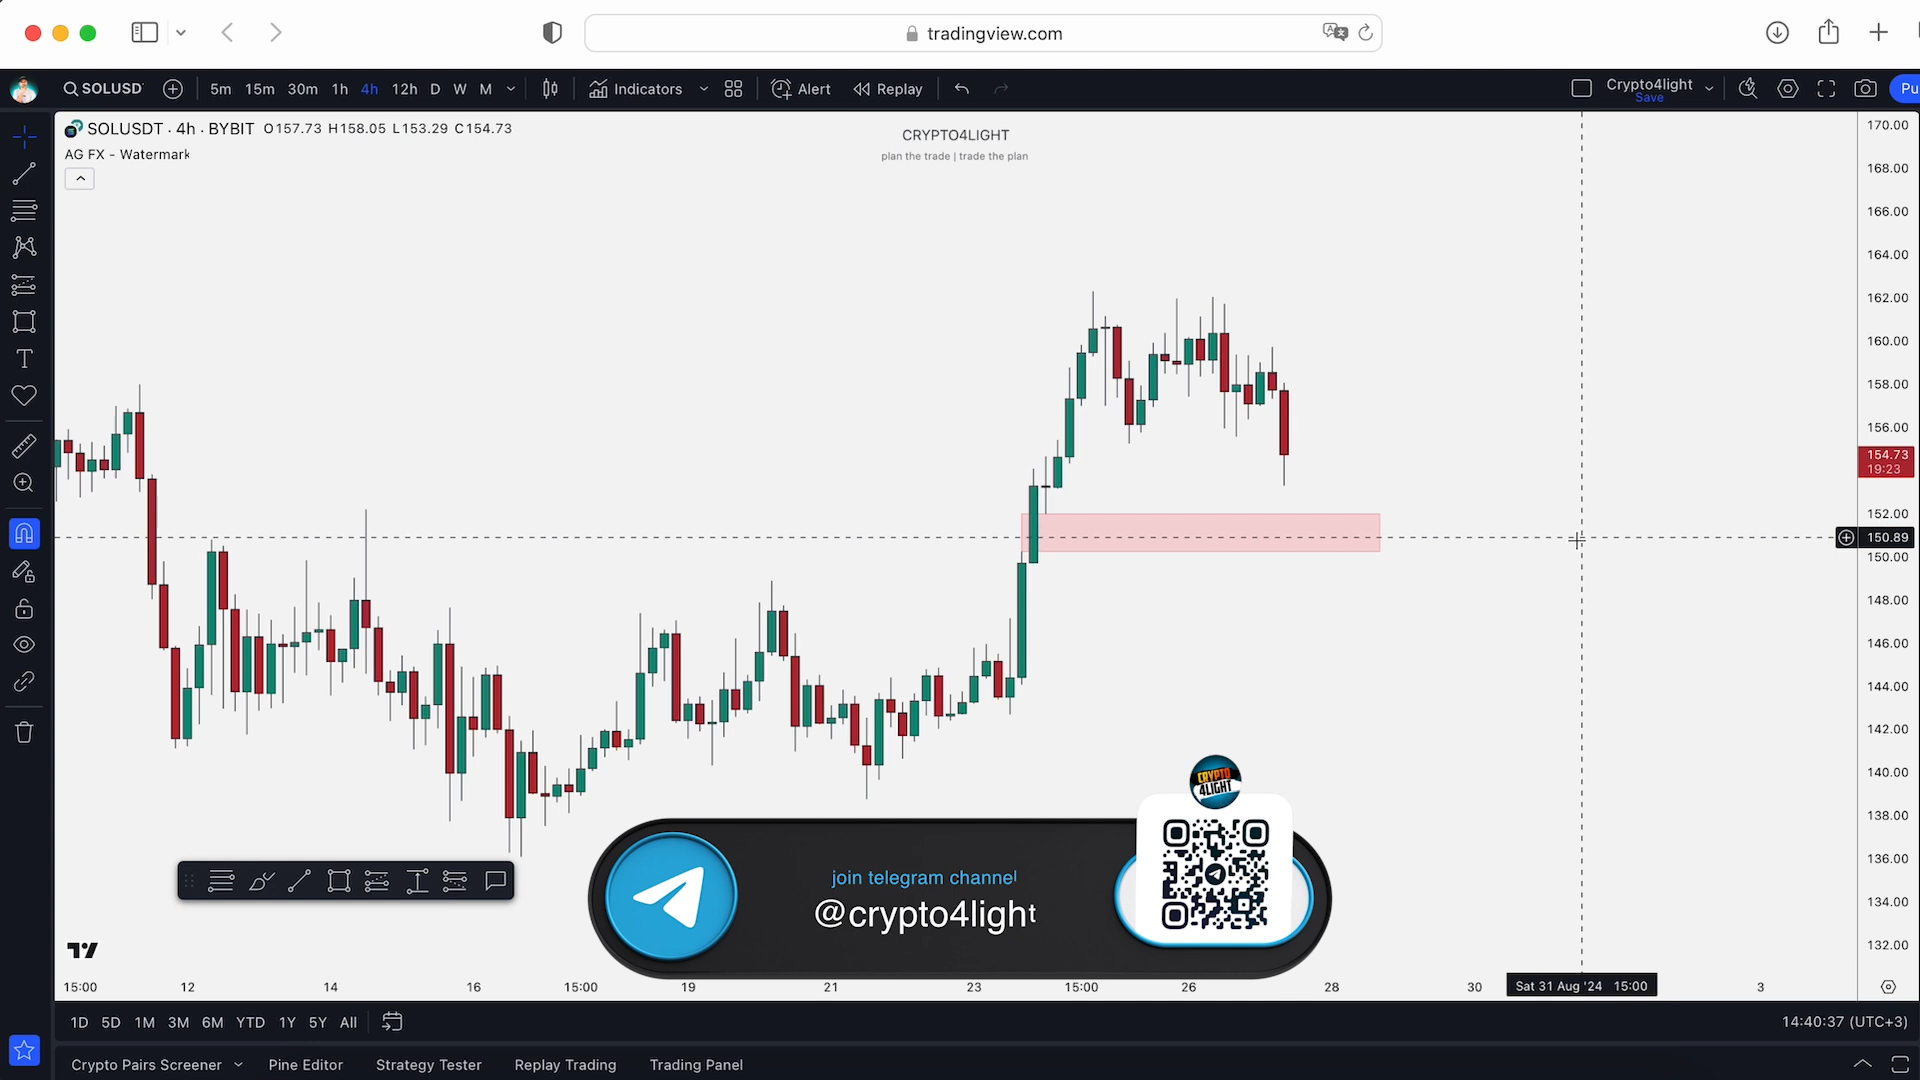 tradingview.com
SOLUSD
5m 15m 30m 1h 4h 12h D W M Indicators Alert Replay
Crypto4light
Save
Pu
SOLUSDT · 4h · BYBIT O157.73 H158.05 L153.29 C154.73
AG FX - Watermark
CRYPTO4LIGHT
plan the trade | trade the plan
170.00
168.00
166.00
164.00
162.00
160.00
158.00
156.00
154.73
19:23
152.00
150.89
150.00
148.00
146.00
144.00
142.00
140.00
138.00
136.00
134.00
132.00
CRYPTO
4LIGHT
join telegram channel
@crypto4light
15:00 12 14 16 15:00 19 21 23 15:00 26 28 30 Sat 31 Aug '24 15:00 3
1D 5D 1M 3M 6M YTD 1Y 5Y All
14:40:37 (UTC+3)
Crypto Pairs Screener Pine Editor Strategy Tester Replay Trading Trading Panel